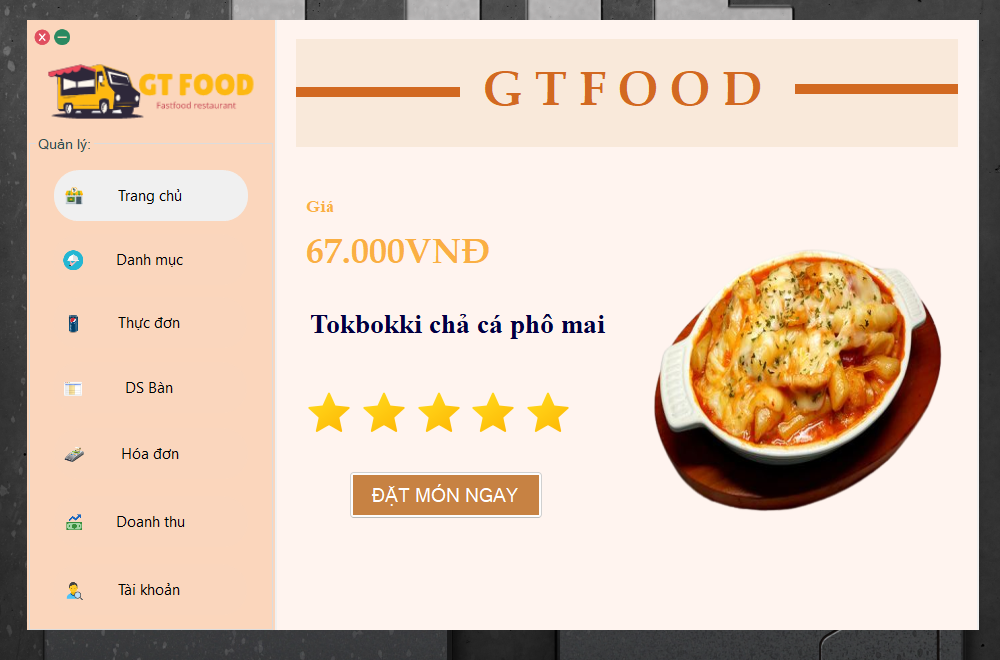 GT FOOD
Fastfood restaurant
Quản lý:
Trang chủ
Danh mục
Thực đơn
DS Bàn
Hóa đơn
Doanh thu
Tài khoản
GTFOOD
Giá
67.000VNĐ
Tokbokki chả cá phô mai
ĐẶT MÓN NGAY